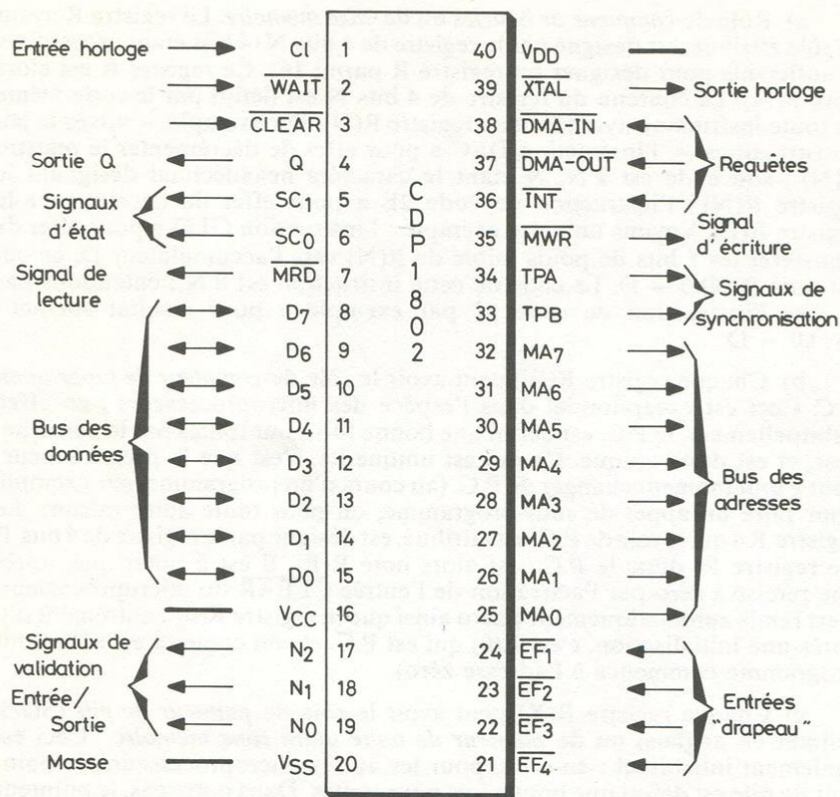 Entrée horloge CI 1 40 VDD
WAIT 2 39 XTAL Sortie horloge
CLEAR 3 38 DMA-IN
Sortie Q Q 4 37 DMA-OUT Requêtes
Signaux d'état SC1 5 36 INT
SC0 6 35 MWR Signal d'écriture
Signal de lecture MRD 7 34 TPA Signaux de synchronisation
D7 8 33 TPB
D6 9 32 MA7
D5 10 31 MA6
Bus des données D4 11 30 MA5
D3 12 29 MA4 Bus des adresses
D2 13 28 MA3
D1 14 27 MA2
D0 15 26 MA1
VCC 16 25 MA0
Signaux de validation N2 17 24 EF1
Entrée/Sortie N1 18 23 EF2 Entrées "drapeau"
N0 19 22 EF3
Masse VSS 20 21 EF4
CDP 1802